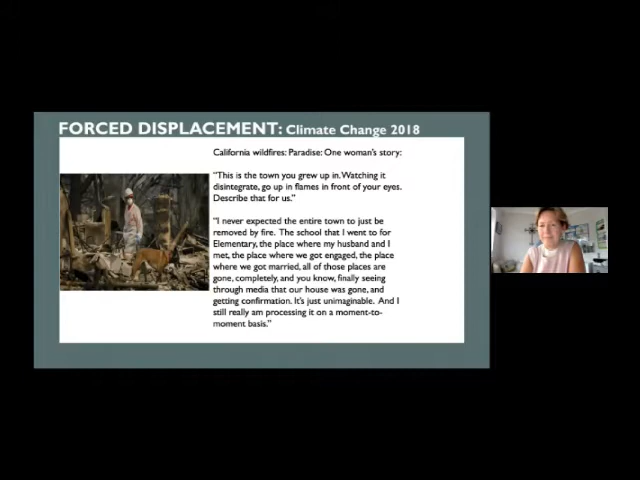 FORCED DISPLACEMENT: Climate Change 2018
California wildfires: Paradise: One woman's story:
“This is the town you grew up in. Watching it
disintegrate, go up in flames in front of your eyes.
Describe that for us.”
“I never expected the entire town to just be
removed by fire. The school that I went to for
Elementary, the place where my husband and I
met, the place where we got engaged, the place
where we got married, all of those places are
gone, completely, and you know, finally seeing
through media that our house was gone, and
getting confirmation. It's just unimaginable. And I
still really am processing it on a moment-to-
moment basis.”